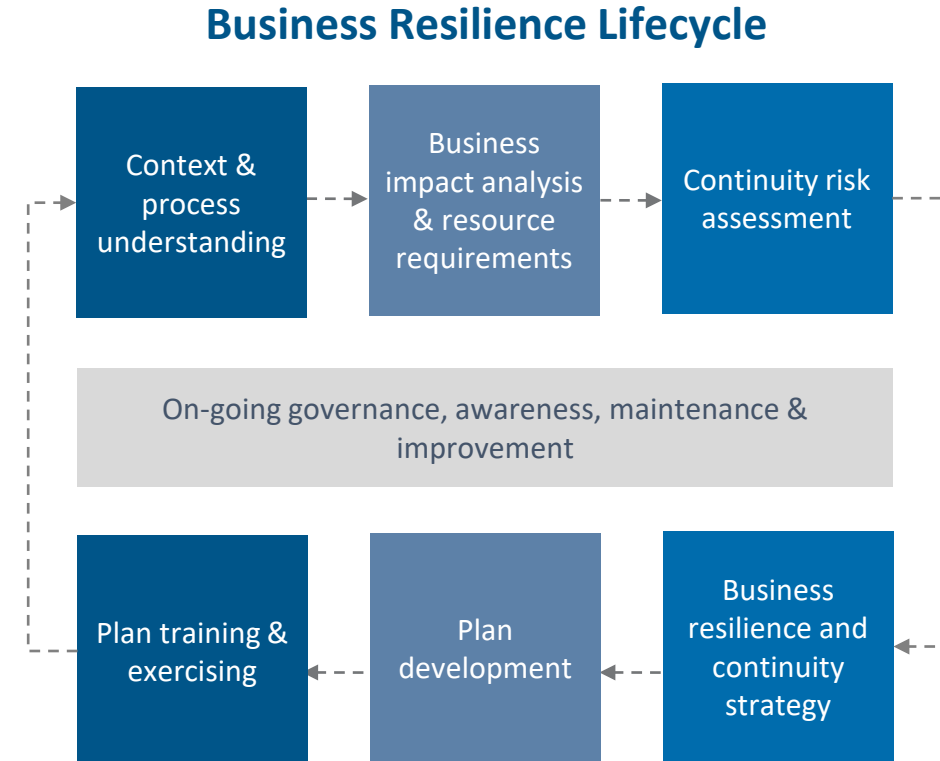 Business Resilience Lifecycle
Context &
process
understanding
Business
impact analysis
& resource
requirements
Continuity risk
assessment
On-going governance, awareness, maintenance &
improvement
Plan training &
exercising
Plan
development
Business
resilience and
continuity
strategy